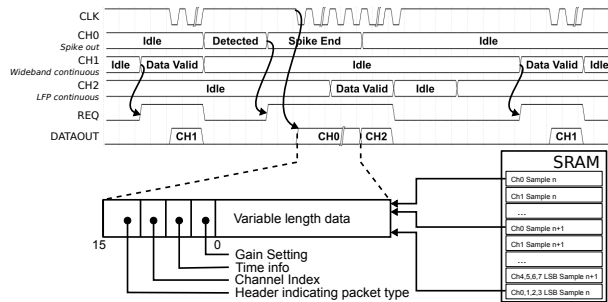 CLK
CH0
Spike out
Idle Detected Spike End Idle
CH1
Wideband continuous
Idle Data Valid Idle Data Valid Idle
CH2
LFP continuous
Idle Data Valid Idle
REQ
DATAOUT
CH1 CH0 CH2 CH1
SRAM
Ch0 Sample n
Ch1 Sample n
...
Ch0 Sample n+1
Ch1 Sample n+1
...
Ch4,5,6,7 LSB Sample n+1
Ch0,1,2,3 LSB Sample n
Variable length data
15 0
Gain Setting
Time info
Channel Index
Header indicating packet type